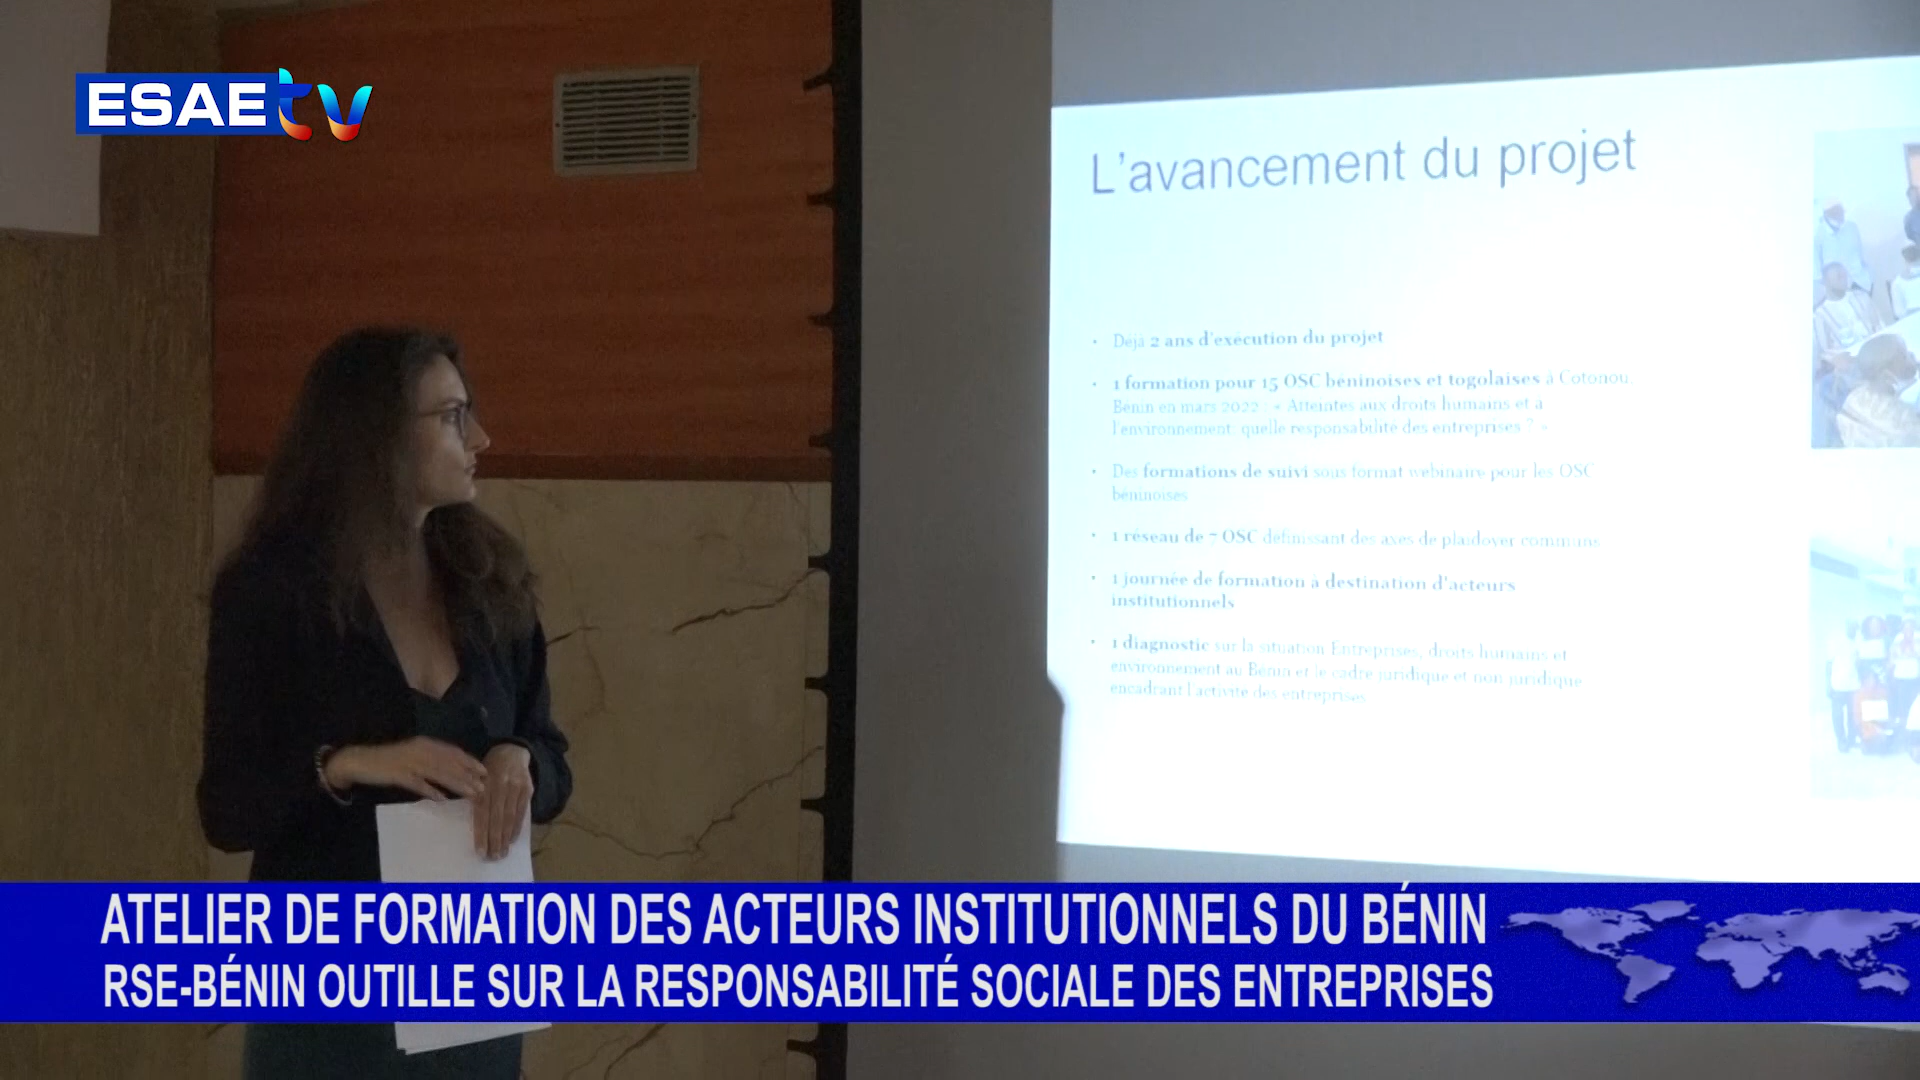 ESAE tv
L'avancement du projet
• Déjà 2 ans d'exécution du projet
• 1 formation pour 15 OSC béninoises et togolaises à Cotonou,
Bénin en mars 2022 : « Atteintes aux droits humains et à
l'environnement: quelle responsabilité des entreprises ? »
• Des formations de suivi sous format webinaire pour les OSC
béninoises
• 1 réseau de 7 OSC définissant des axes de plaidoyer communs
• 1 journée de formation à destination d'acteurs
institutionnels
• 1 diagnostic sur la situation Entreprises, droits humains et
environnement au Bénin et le cadre juridique et non juridique
encadrant l'activité des entreprises
ATELIER DE FORMATION DES ACTEURS INSTITUTIONNELS DU BÉNIN
RSE-BÉNIN OUTILLE SUR LA RESPONSABILITÉ SOCIALE DES ENTREPRISES